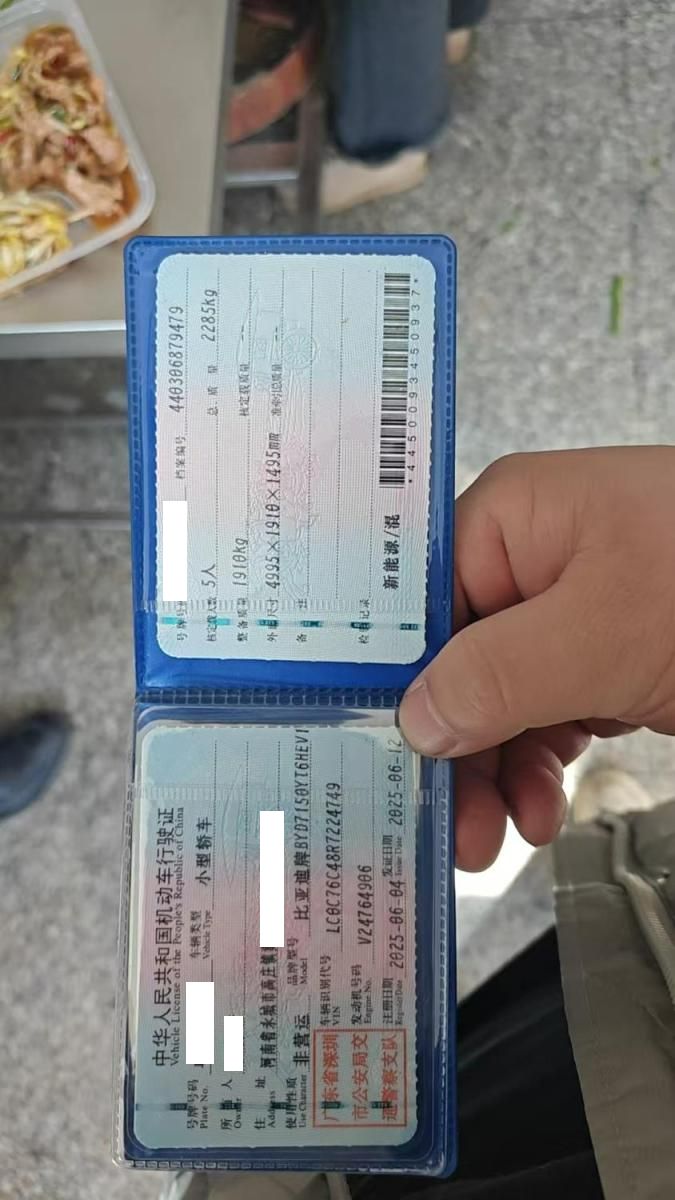 中华人民共和国机动车行驶证
Vehicle License of the People's Republic of China
号牌号码
Plate No.
车辆类型 小型轿车
Vehicle Type
所 人
Owner
住 址 河南省永城市高庄镇
Address
使用性质 非营运
Use Character
品牌型号 比亚迪牌BYD7150YT6HEV1
Model
车辆识别代号 LC0C76C48R7224749
VIN
发动机号码 V24764906
Engine No.
注册日期 2025-06-04 发证日期 2025-06-12
Register Date Issue Date
广东省深圳
市公安局交
通警察支队
号牌号 档案编号 440306879479
核定载人数 5人 总 质 量 2285kg
整备质量 1910kg 核定载质量
外 尺寸 4995×1910×1495mm 准牵引总质量
备 注
检 记录 新能源/混
*4450093450937*